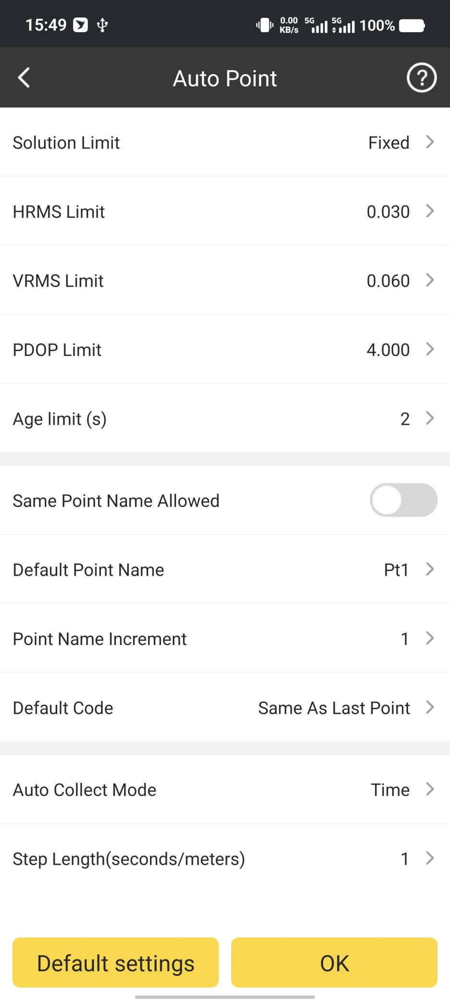 15:49 0.00 KB/s 5G 5G 100%
Auto Point
Solution Limit Fixed
HRMS Limit 0.030
VRMS Limit 0.060
PDOP Limit 4.000
Age limit (s) 2
Same Point Name Allowed
Default Point Name Pt1
Point Name Increment 1
Default Code Same As Last Point
Auto Collect Mode Time
Step Length(seconds/meters) 1
Default settings OK